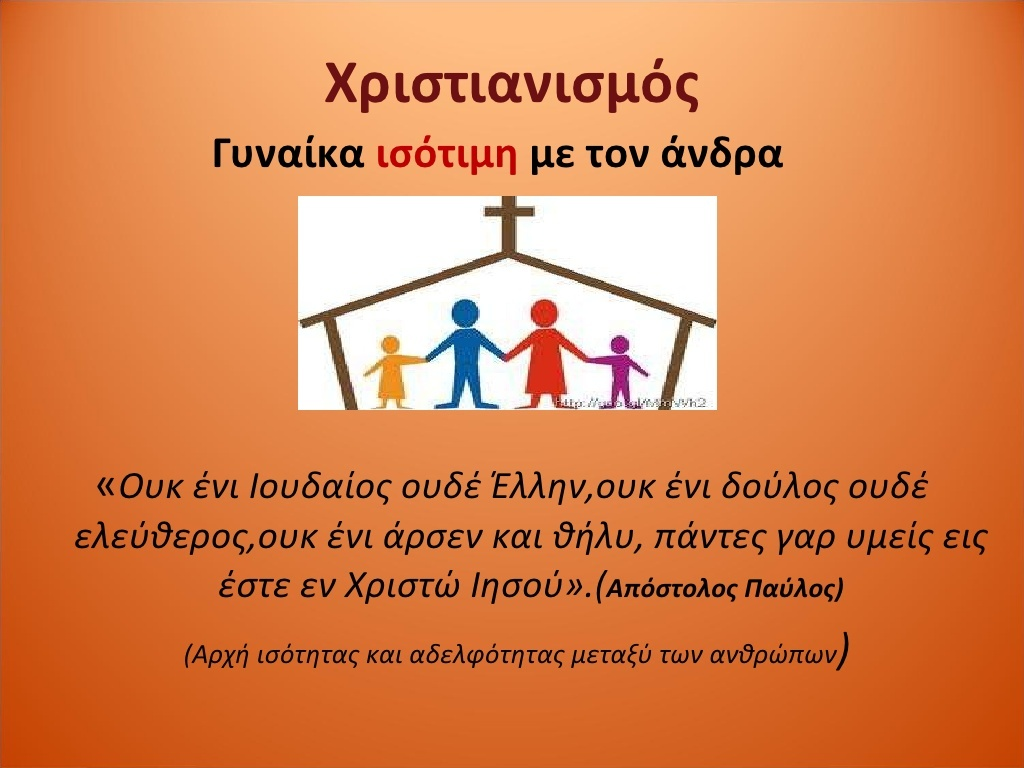 Χριστιανισμός
Γυναίκα ισότιμη με τον άνδρα
«Ουκ ένι Ιουδαίος ουδέ Έλλην,ουκ ένι δούλος ουδέ
ελεύθερος,ουκ ένι άρσεν και θήλυ, πάντες γαρ υμείς εις
έστε εν Χριστώ Ιησού».(Απόστολος Παύλος)
(Αρχή ισότητας και αδελφότητας μεταξύ των ανθρώπων)